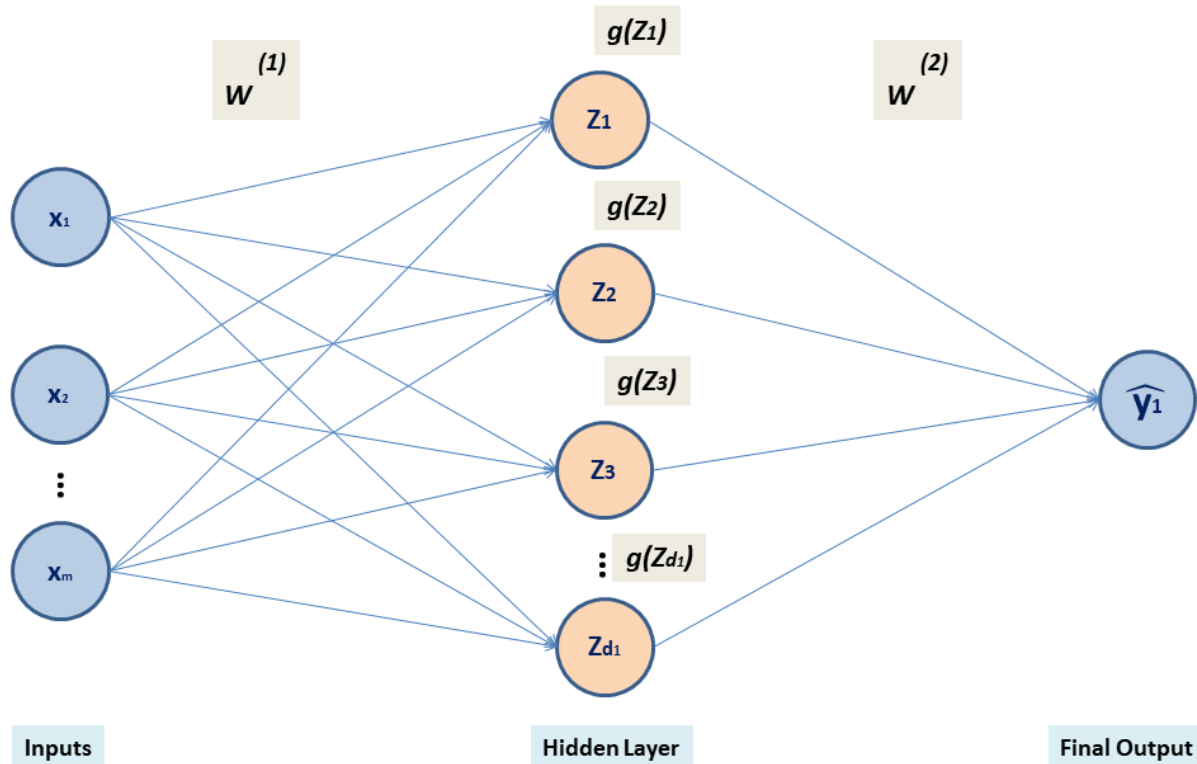 g(Z1)
W(1)
W(2)
Z1
x1
g(Z2)
Z2
x2
g(Z3)
ŷ1
⋮
Z3
xm
⋮
g(Zd1)
Zd1
Inputs
Hidden Layer
Final Output